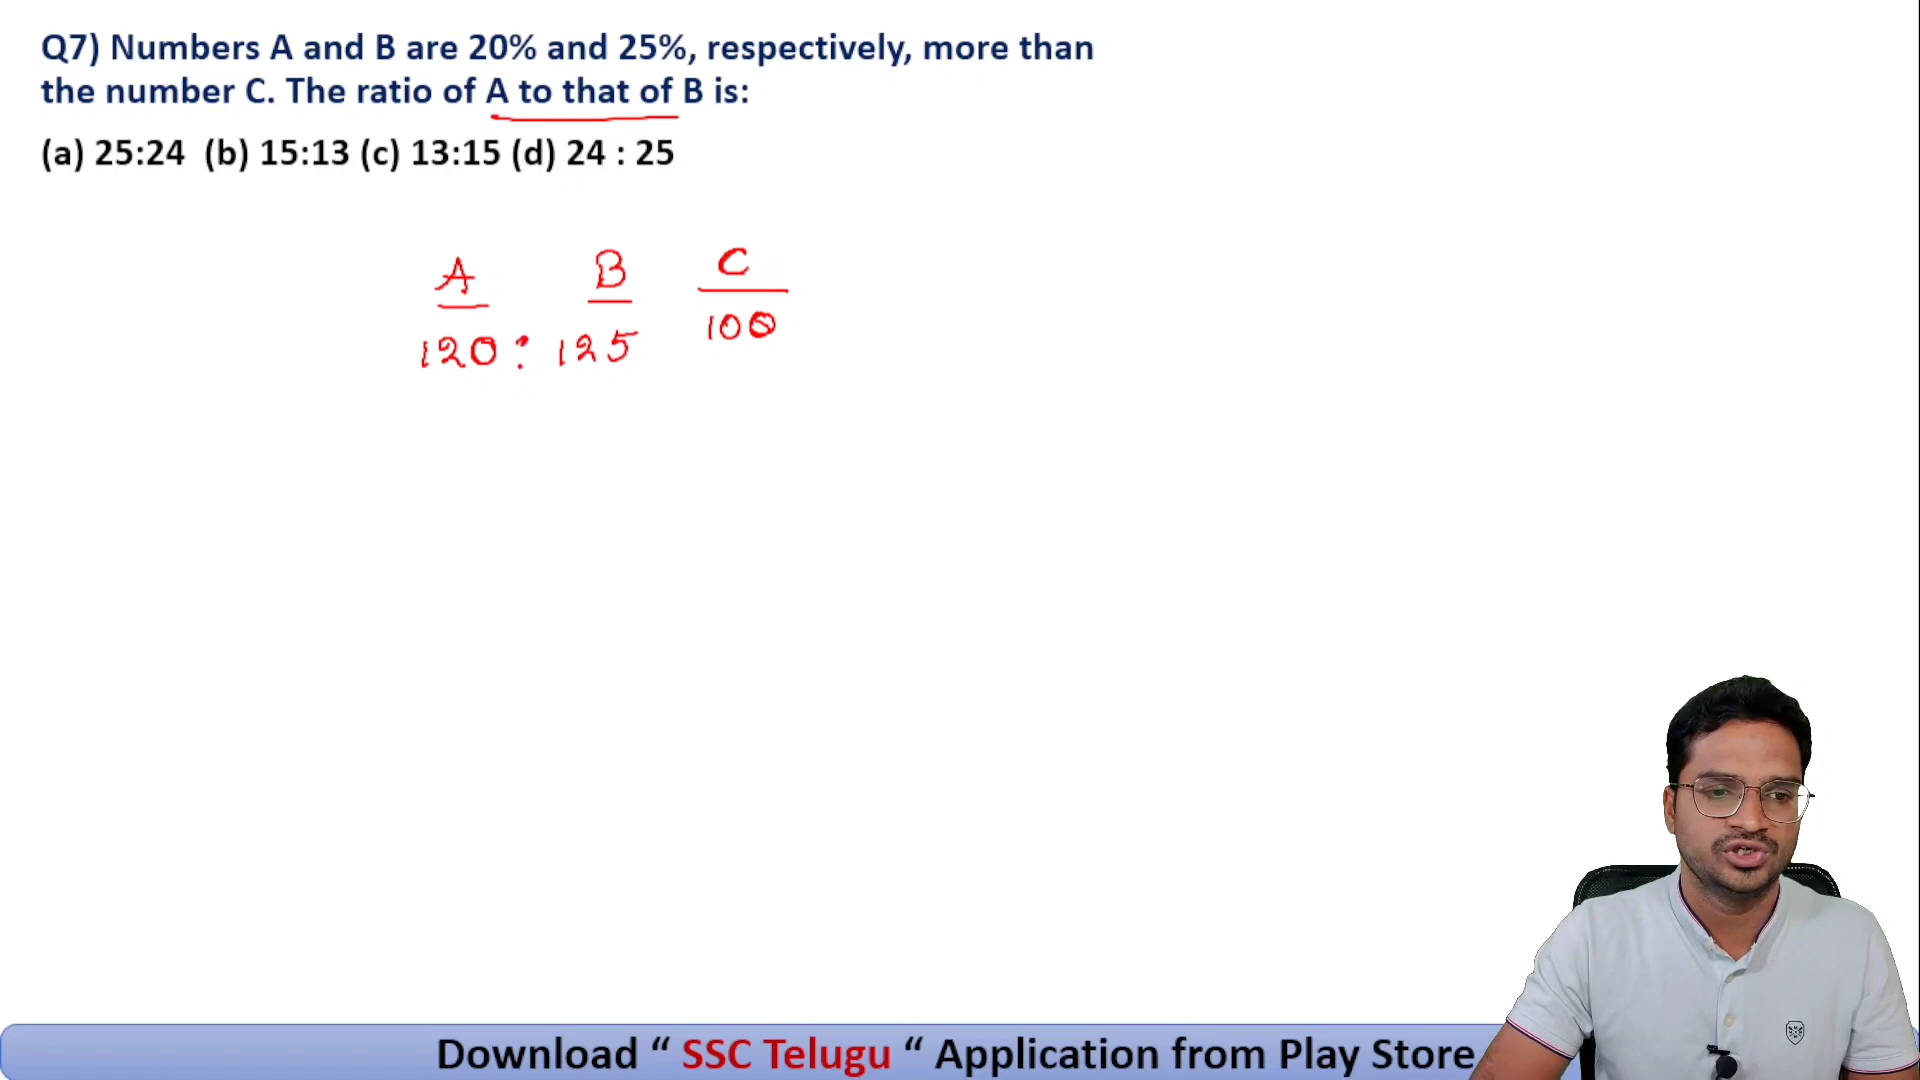 Q7) Numbers A and B are 20% and 25%, respectively, more than
the number C. The ratio of A to that of B is:
(a) 25:24 (b) 15:13 (c) 13:15 (d) 24 : 25
A B C
120 : 125 100
Download “ SSC Telugu “ Application from Play Store